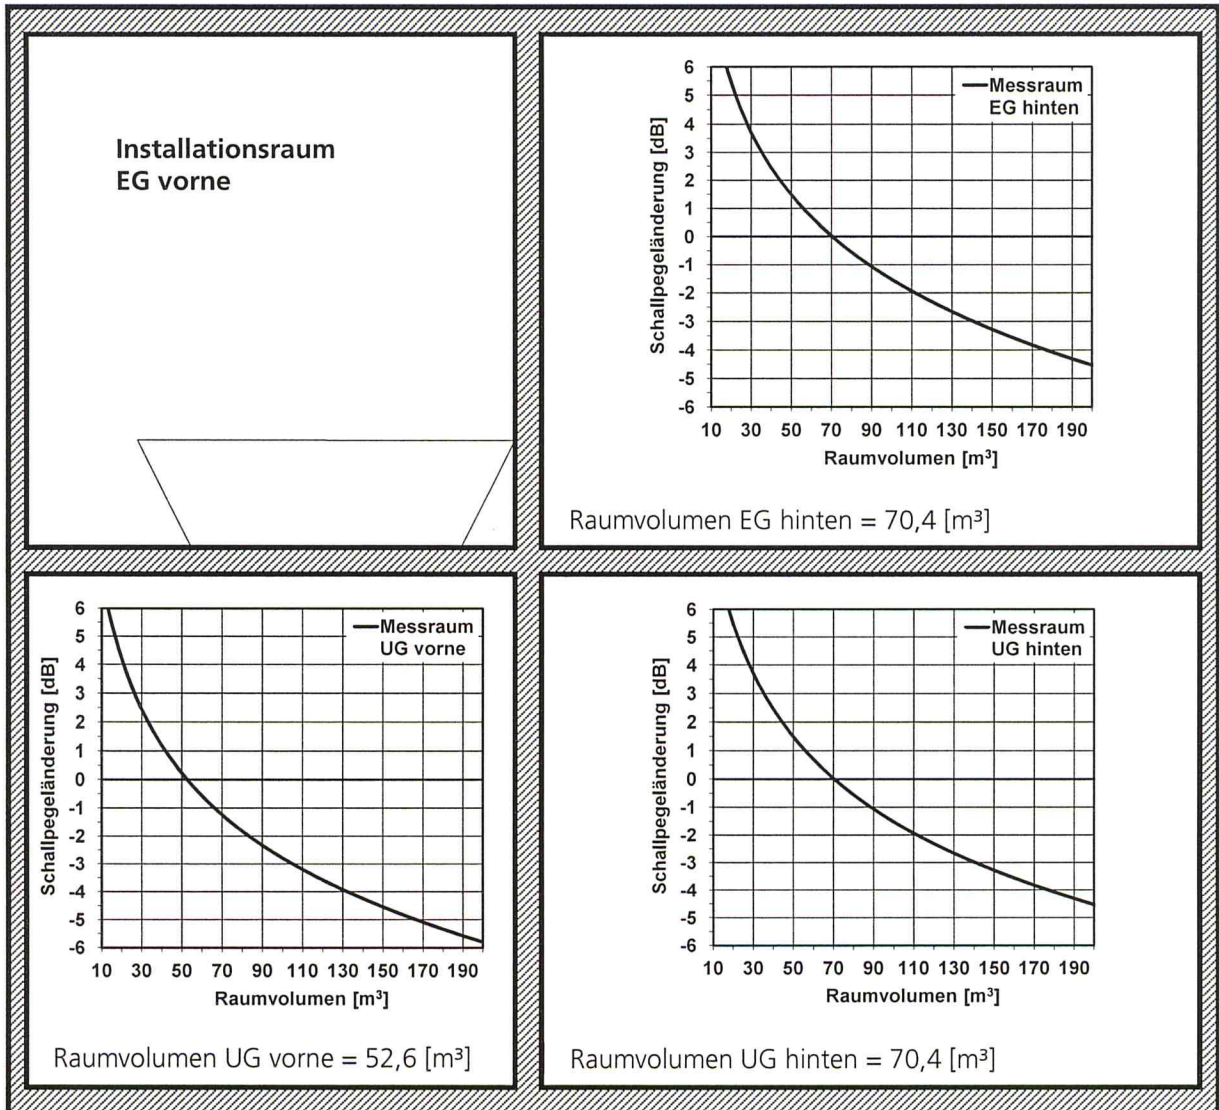 Installationsraum
EG vorne
Schallpegeländerung [dB]
6
5
4
3
2
1
0
-1
-2
-3
-4
-5
-6
Messraum
EG hinten
10 30 50 70 90 110 130 150 170 190
Raumvolumen [m³]
Raumvolumen EG hinten = 70,4 [m³]
Schallpegeländerung [dB]
6
5
4
3
2
1
0
-1
-2
-3
-4
-5
-6
Messraum
UG vorne
10 30 50 70 90 110 130 150 170 190
Raumvolumen [m³]
Raumvolumen UG vorne = 52,6 [m³]
Schallpegeländerung [dB]
6
5
4
3
2
1
0
-1
-2
-3
-4
-5
-6
Messraum
UG hinten
10 30 50 70 90 110 130 150 170 190
Raumvolumen [m³]
Raumvolumen UG hinten = 70,4 [m³]